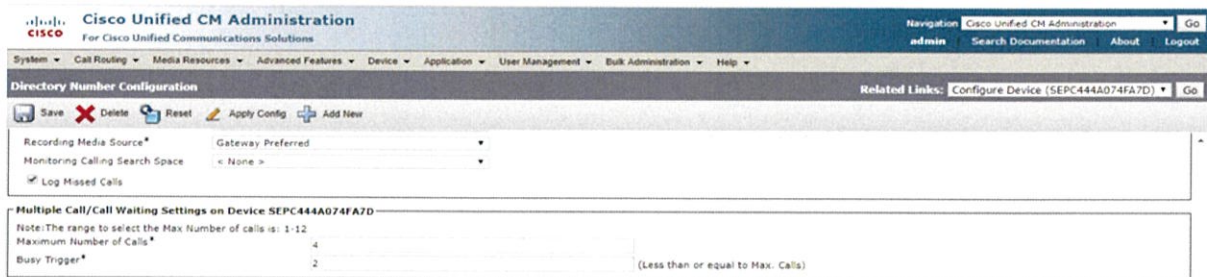 Cisco Unified CM Administration
CISCO For Cisco Unified Communications Solutions
Navigation Cisco Unified CM Administration Go
admin Search Documentation About Logout
System Call Routing Media Resources Advanced Features Device Application User Management Bulk Administration Help
Directory Number Configuration Related Links: Configure Device (SEPC444A074FA7D) Go
Save Delete Reset Apply Config Add New
Recording Media Source* Gateway Preferred
Monitoring Calling Search Space < None >
Log Missed Calls
Multiple Call/Call Waiting Settings on Device SEPC444A074FA7D
Note:The range to select the Max Number of calls is: 1-12
Maximum Number of Calls* 4
Busy Trigger* 2 (Less than or equal to Max. Calls)